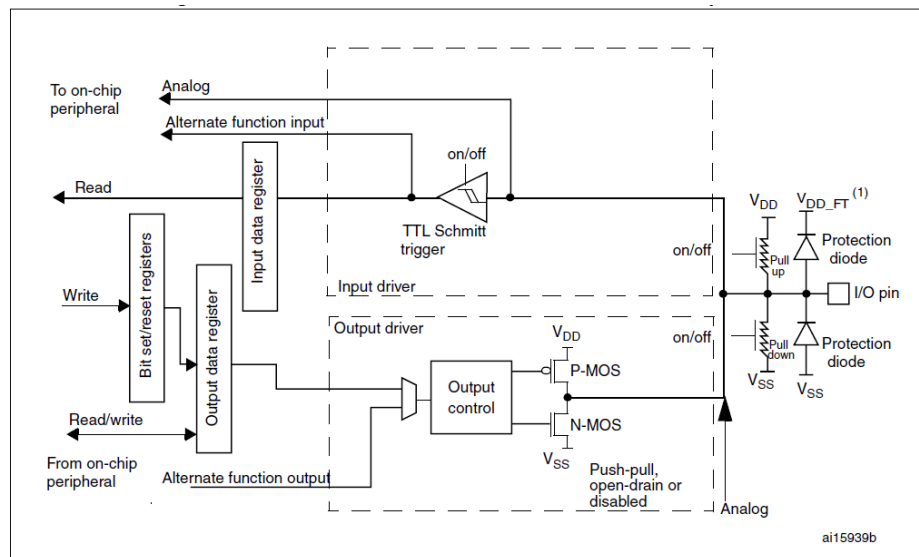 To on-chip
peripheral
Analog
Alternate function input
on/off
Read
Input data register
TTL Schmitt
trigger
Input driver
on/off
VDD
VDD_FT (1)
Pull
up
Protection
diode
I/O pin
Write
Bit set/reset registers
Output data register
Output driver
VDD
on/off
Pull
down
Protection
diode
VSS
VSS
P-MOS
Output
control
N-MOS
VSS
Read/write
From on-chip
peripheral
Alternate function output
Push-pull,
open-drain or
disabled
Analog
ai15939b